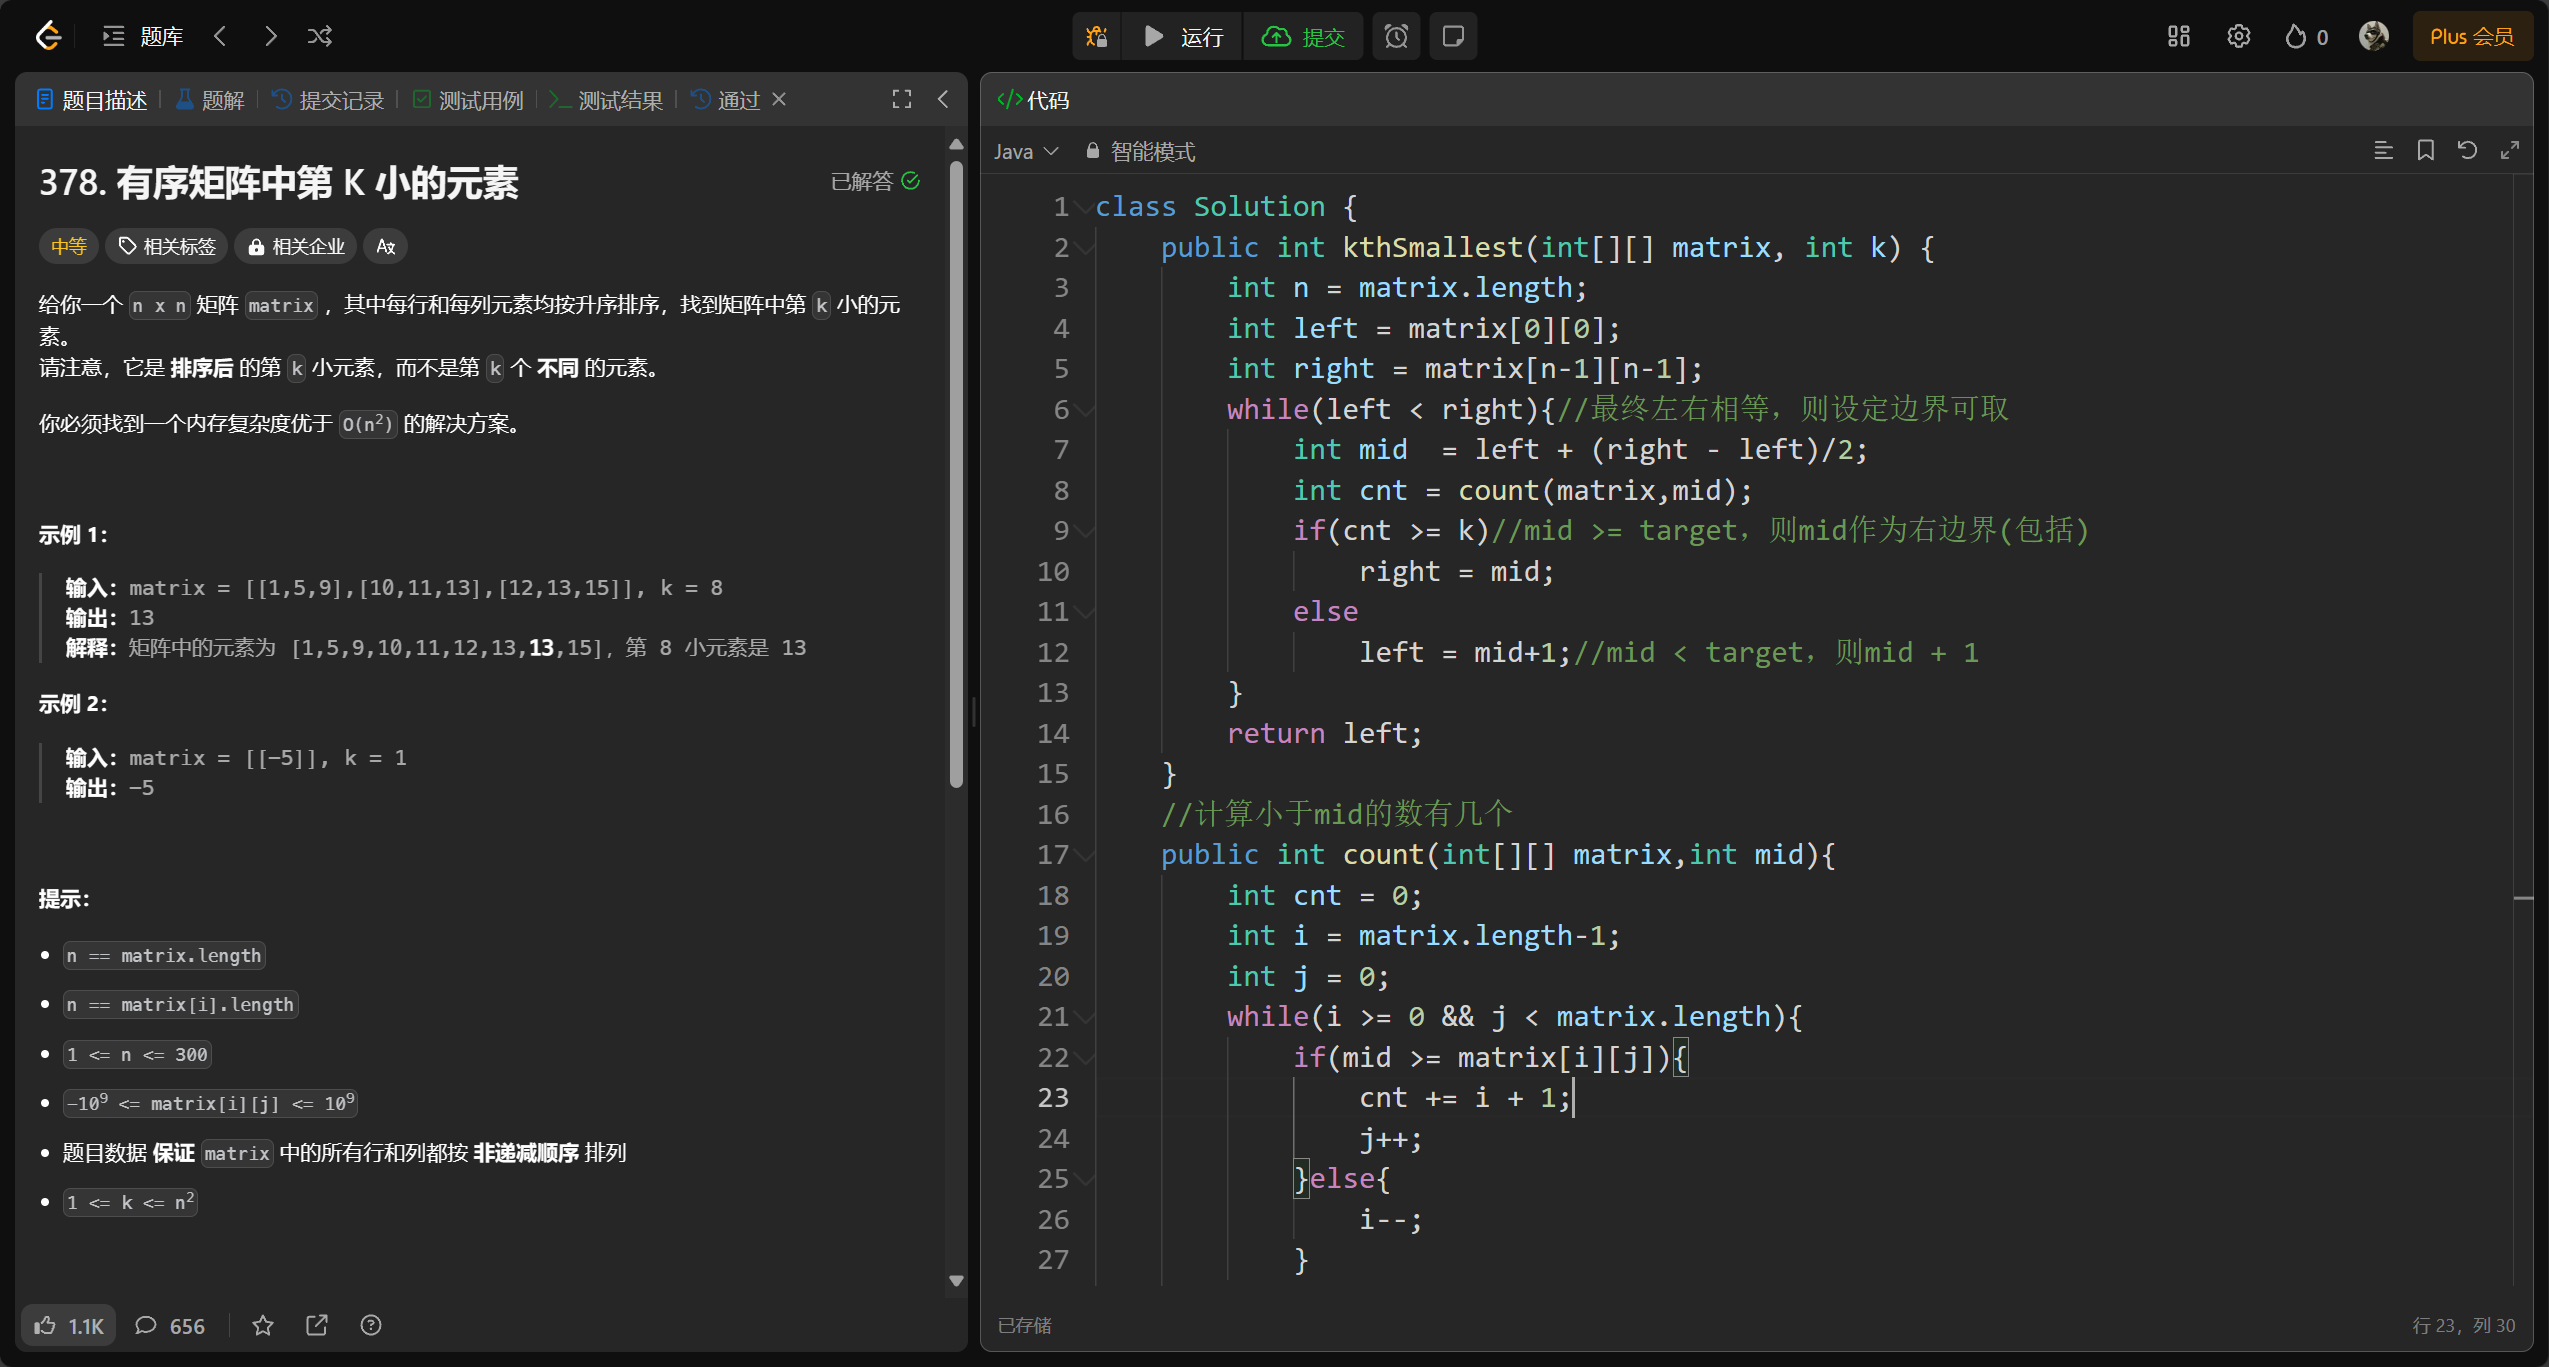 题库
运行
提交
0
Plus 会员
题目描述
题解
提交记录
测试用例
测试结果
通过
代码
Java
智能模式
378. 有序矩阵中第 K 小的元素
已解答
中等
相关标签
相关企业
给你一个 n x n 矩阵 matrix ，其中每行和每列元素均按升序排序，找到矩阵中第 k 小的元
素。
请注意，它是 排序后 的第 k 小元素，而不是第 k 个 不同 的元素。
你必须找到一个内存复杂度优于 O(n²) 的解决方案。
示例 1：
输入：matrix = [[1,5,9],[10,11,13],[12,13,15]], k = 8
输出：13
解释：矩阵中的元素为 [1,5,9,10,11,12,13,13,15]，第 8 小元素是 13
示例 2：
输入：matrix = [[-5]], k = 1
输出：-5
提示：
n == matrix.length
n == matrix[i].length
1 <= n <= 300
-10⁹ <= matrix[i][j] <= 10⁹
题目数据 保证 matrix 中的所有行和列都按 非递减顺序 排列
1 <= k <= n²
1.1K
656
1 class Solution {
2 public int kthSmallest(int[][] matrix, int k) {
3 int n = matrix.length;
4 int left = matrix[0][0];
5 int right = matrix[n-1][n-1];
6 while(left < right){//最终左右相等，则设定边界可取
7 int mid  = left + (right - left)/2;
8 int cnt = count(matrix,mid);
9 if(cnt >= k)//mid >= target，则mid作为右边界(包括)
10 right = mid;
11 else
12 left = mid+1;//mid < target，则mid + 1
13 }
14 return left;
15 }
16 //计算小于mid的数有几个
17 public int count(int[][] matrix,int mid){
18 int cnt = 0;
19 int i = matrix.length-1;
20 int j = 0;
21 while(i >= 0 && j < matrix.length){
22 if(mid >= matrix[i][j]){
23 cnt += i + 1;
24 j++;
25 }else{
26 i--;
27 }
已存储
行 23，列 30